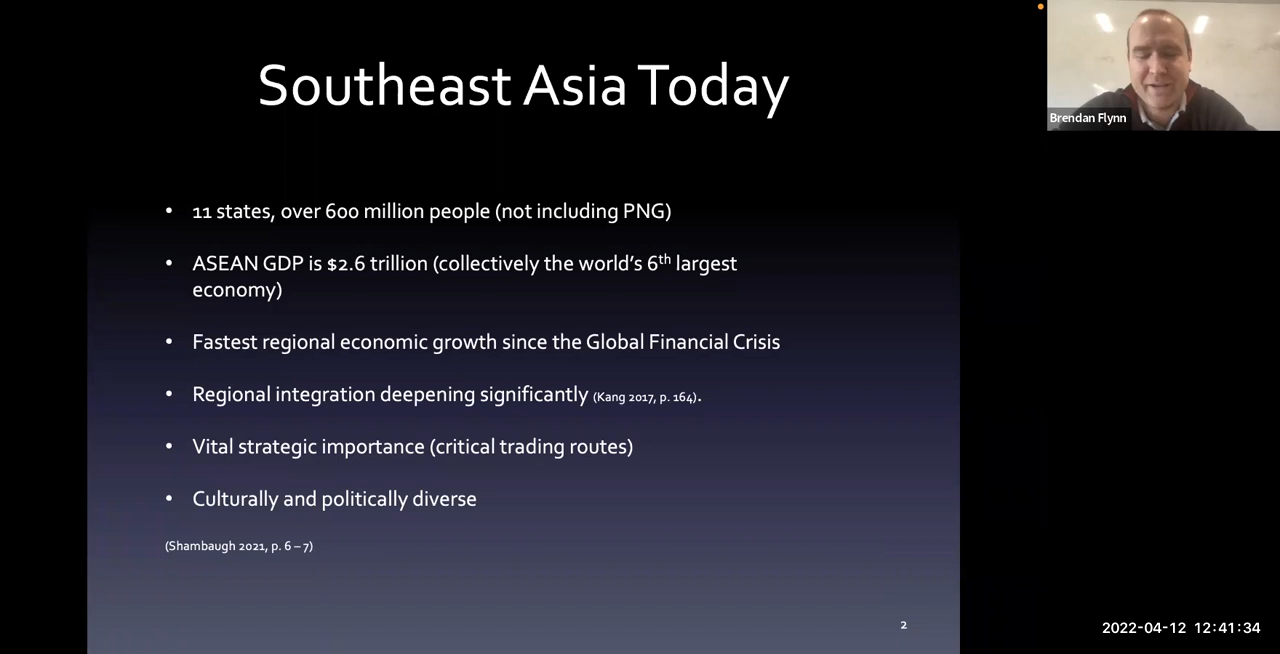 Southeast Asia Today
Brendan Flynn
• 11 states, over 600 million people (not including PNG)
• ASEAN GDP is $2.6 trillion (collectively the world's 6th largest
economy)
• Fastest regional economic growth since the Global Financial Crisis
• Regional integration deepening significantly (Kang 2017, p. 164).
• Vital strategic importance (critical trading routes)
• Culturally and politically diverse
(Shambaugh 2021, p. 6 – 7)
2
2022-04-12 12:41:34